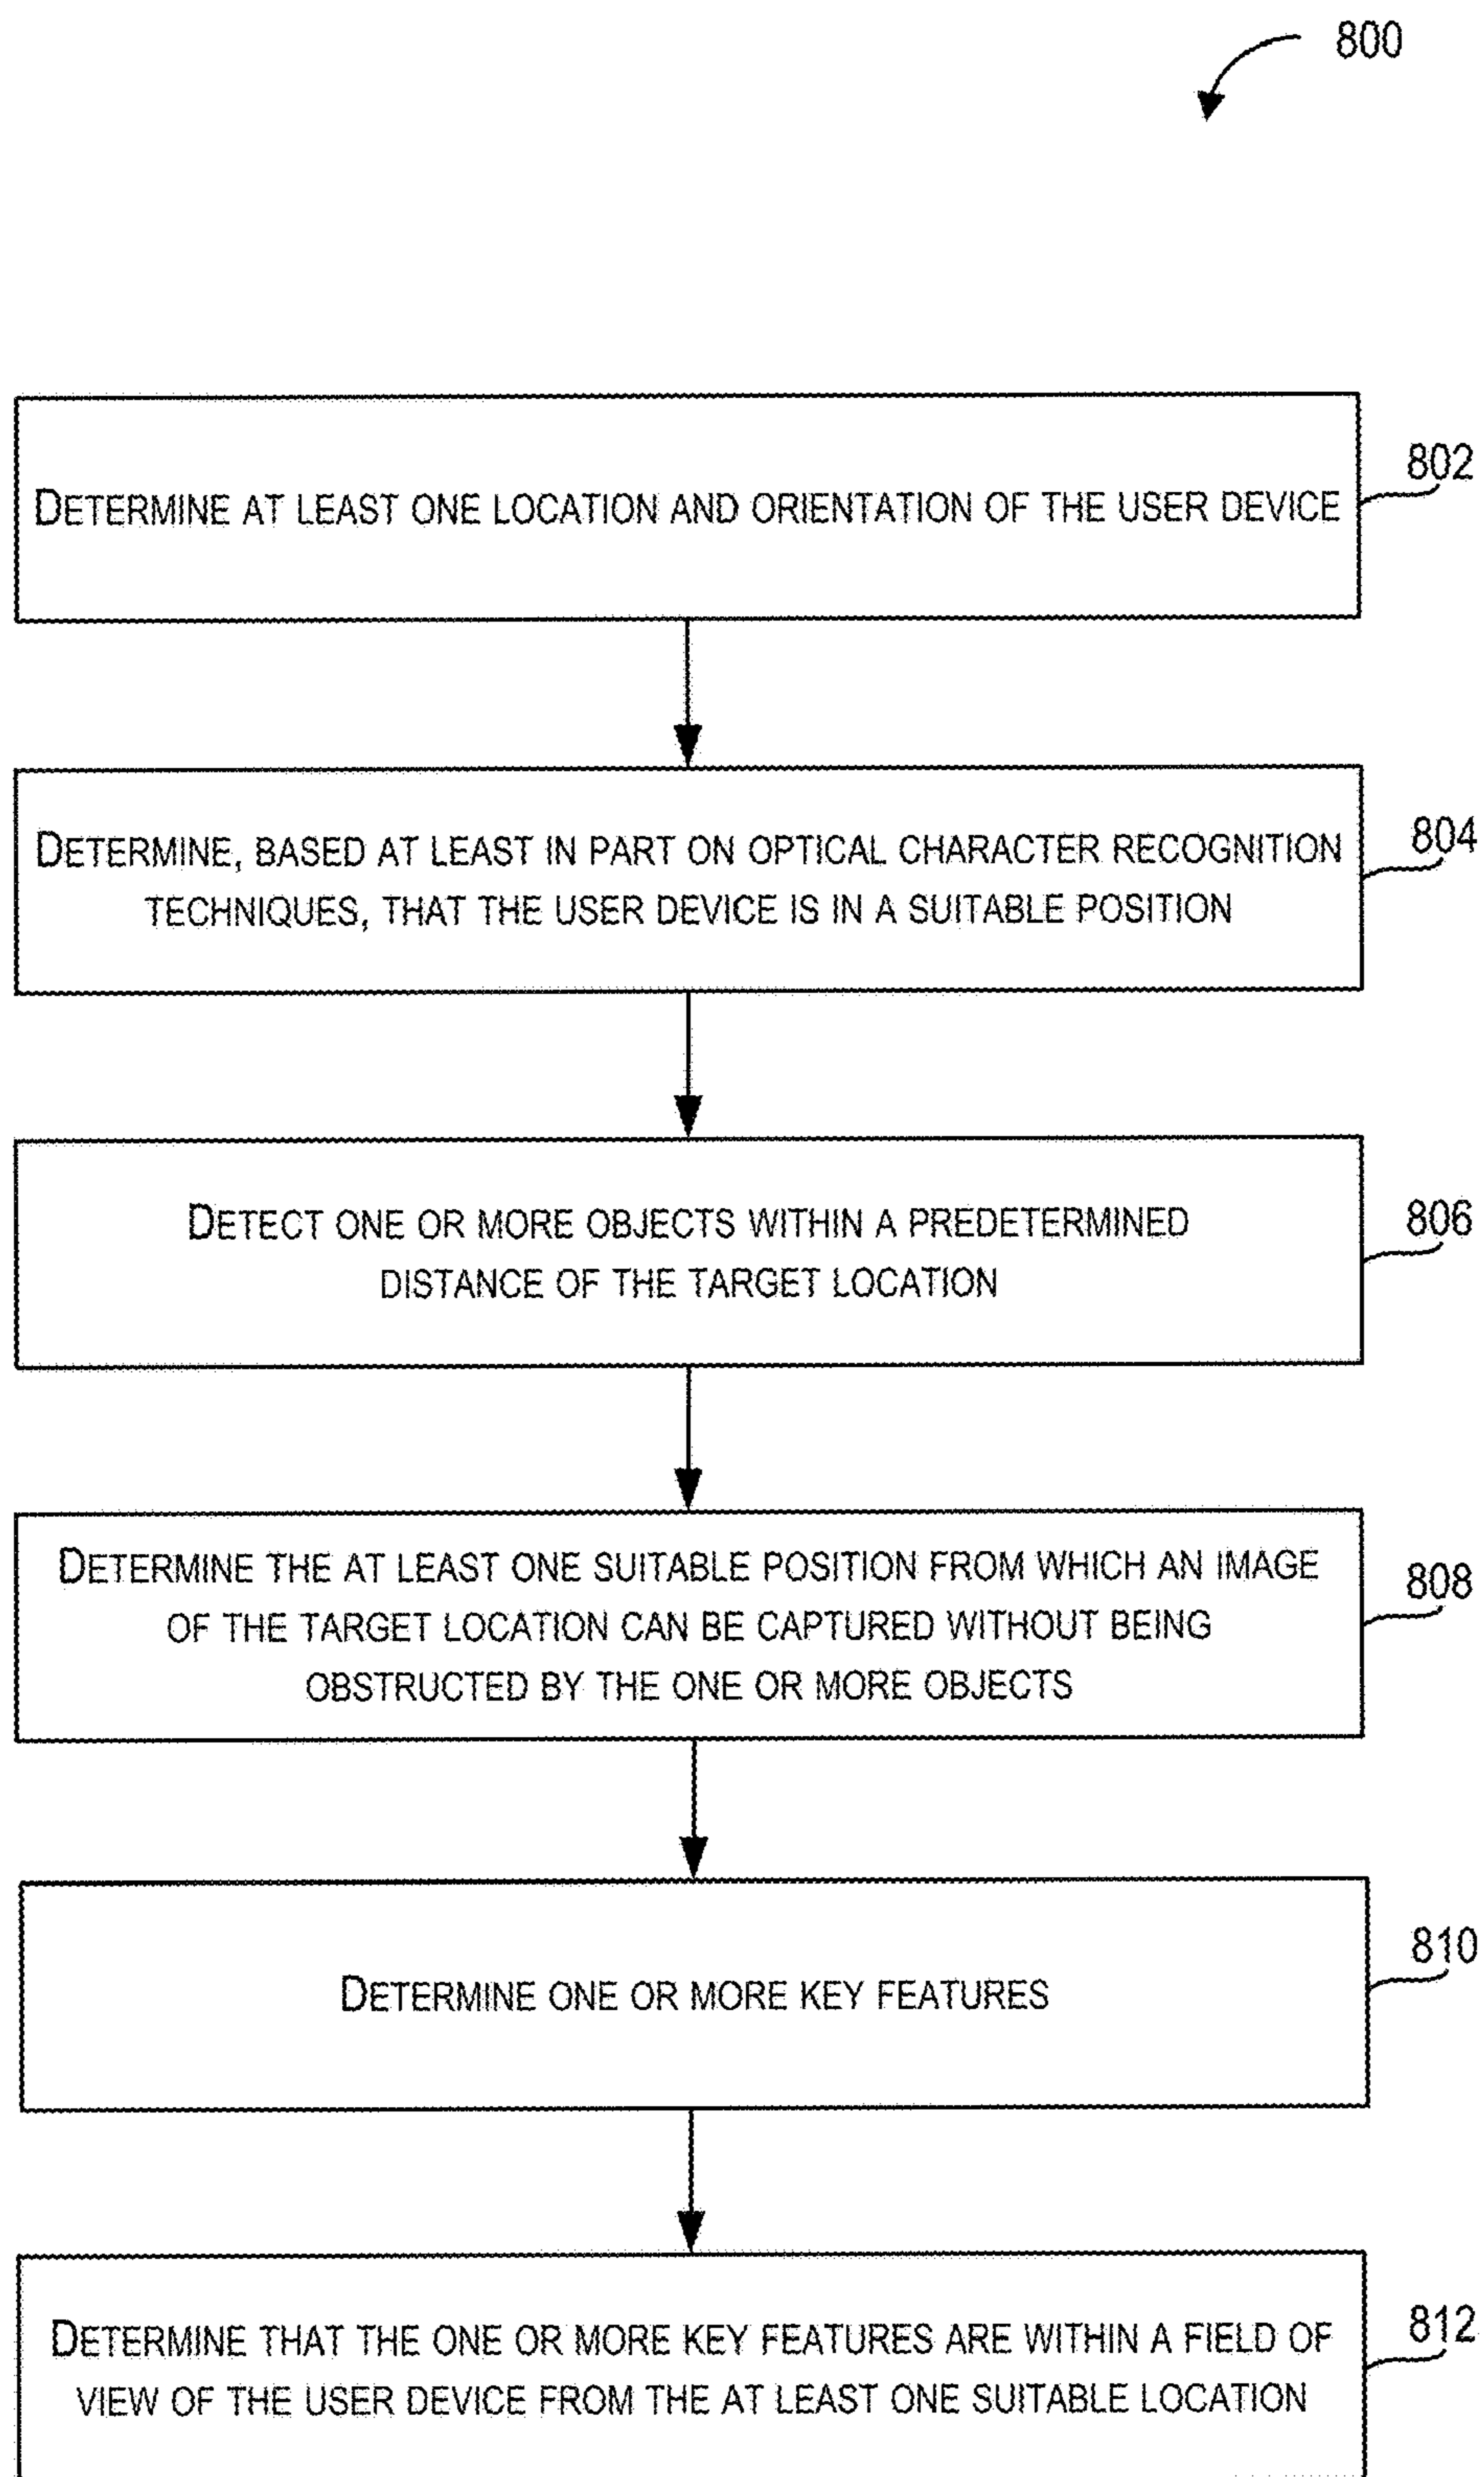 800
DETERMINE AT LEAST ONE LOCATION AND ORIENTATION OF THE USER DEVICE
802
DETERMINE, BASED AT LEAST IN PART ON OPTICAL CHARACTER RECOGNITION
TECHNIQUES, THAT THE USER DEVICE IS IN A SUITABLE POSITION
804
DETECT ONE OR MORE OBJECTS WITHIN A PREDETERMINED
DISTANCE OF THE TARGET LOCATION
806
DETERMINE THE AT LEAST ONE SUITABLE POSITION FROM WHICH AN IMAGE
OF THE TARGET LOCATION CAN BE CAPTURED WITHOUT BEING
OBSTRUCTED BY THE ONE OR MORE OBJECTS
808
DETERMINE ONE OR MORE KEY FEATURES
810
DETERMINE THAT THE ONE OR MORE KEY FEATURES ARE WITHIN A FIELD OF
VIEW OF THE USER DEVICE FROM THE AT LEAST ONE SUITABLE LOCATION
812